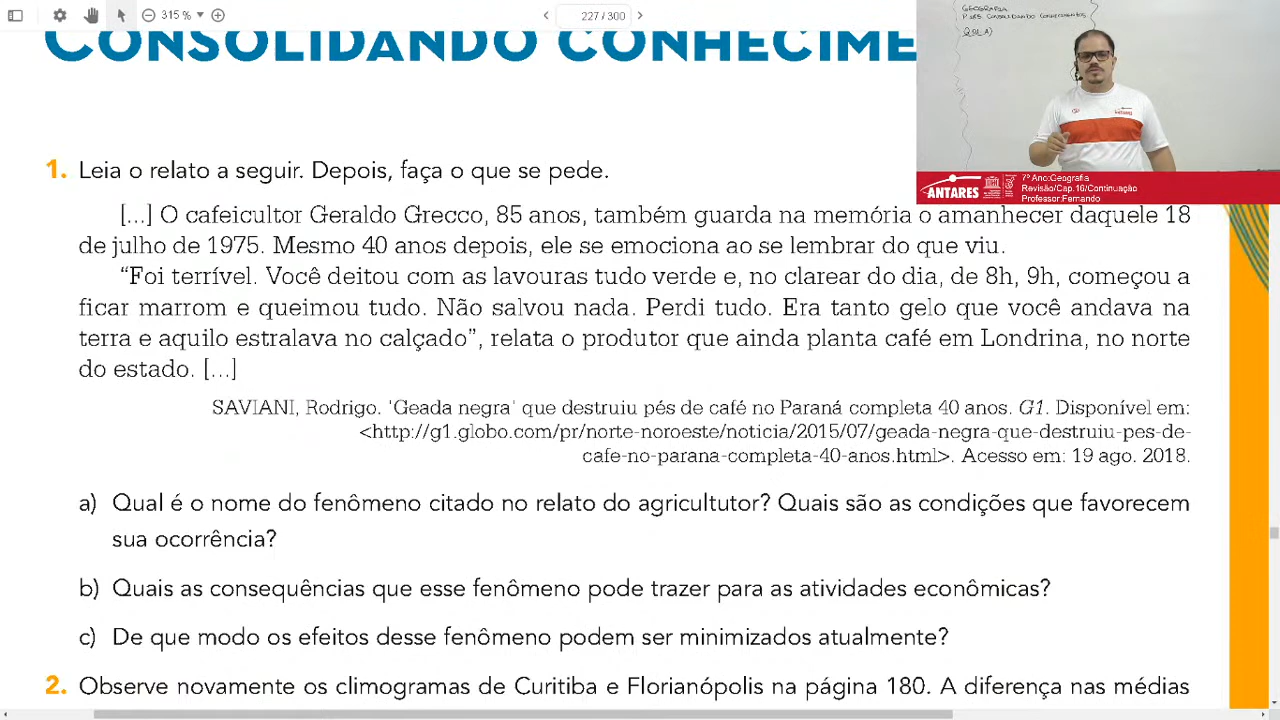 315 %
227 / 300
CONSOLIDANDO CONHECIME
GEOGRAFIA
P.225 CONSOLIDANDO CONHECIMENTOS
Q.01 A)
ANTARES
7º Ano:Geografia
Revisão/Cap.16/Continuação
Professor:Fernando
1. Leia o relato a seguir. Depois, faça o que se pede.
[...] O cafeicultor Geraldo Grecco, 85 anos, também guarda na memória o amanhecer daquele 18
de julho de 1975. Mesmo 40 anos depois, ele se emociona ao se lembrar do que viu.
“Foi terrível. Você deitou com as lavouras tudo verde e, no clarear do dia, de 8h, 9h, começou a
ficar marrom e queimou tudo. Não salvou nada. Perdi tudo. Era tanto gelo que você andava na
terra e aquilo estralava no calçado”, relata o produtor que ainda planta café em Londrina, no norte
do estado. [...]
SAVIANI, Rodrigo. 'Geada negra' que destruiu pés de café no Paraná completa 40 anos. G1. Disponível em:
<http://g1.globo.com/pr/norte-noroeste/noticia/2015/07/geada-negra-que-destruiu-pes-de-
cafe-no-parana-completa-40-anos.html>. Acesso em: 19 ago. 2018.
a) Qual é o nome do fenômeno citado no relato do agricultutor? Quais são as condições que favorecem
sua ocorrência?
b) Quais as consequências que esse fenômeno pode trazer para as atividades econômicas?
c) De que modo os efeitos desse fenômeno podem ser minimizados atualmente?
2. Observe novamente os climogramas de Curitiba e Florianópolis na página 180. A diferença nas médias